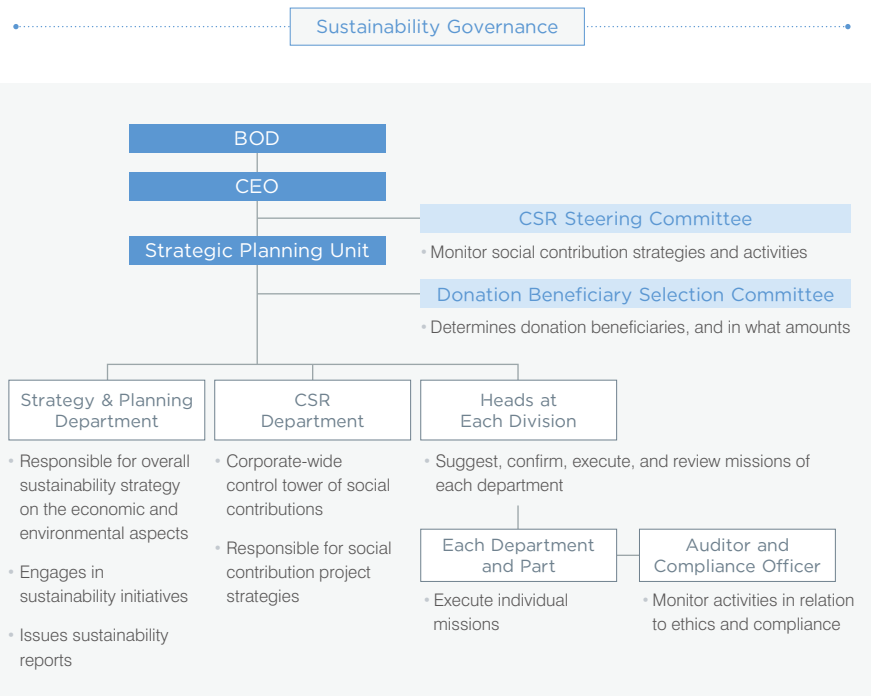 Sustainability Governance
BOD
CEO
CSR Steering Committee
• Monitor social contribution strategies and activities
Strategic Planning Unit
Donation Beneficiary Selection Committee
• Determines donation beneficiaries, and in what amounts
Strategy & Planning
Department
• Responsible for overall
sustainability strategy
on the economic and
environmental aspects
• Engages in
sustainability initiatives
• Issues sustainability
reports
CSR
Department
• Corporate-wide
control tower of social
contributions
• Responsible for social
contribution project
strategies
Heads at
Each Division
• Suggest, confirm, execute, and review missions of
each department
Each Department
and Part
• Execute individual
missions
Auditor and
Compliance Officer
• Monitor activities in relation
to ethics and compliance